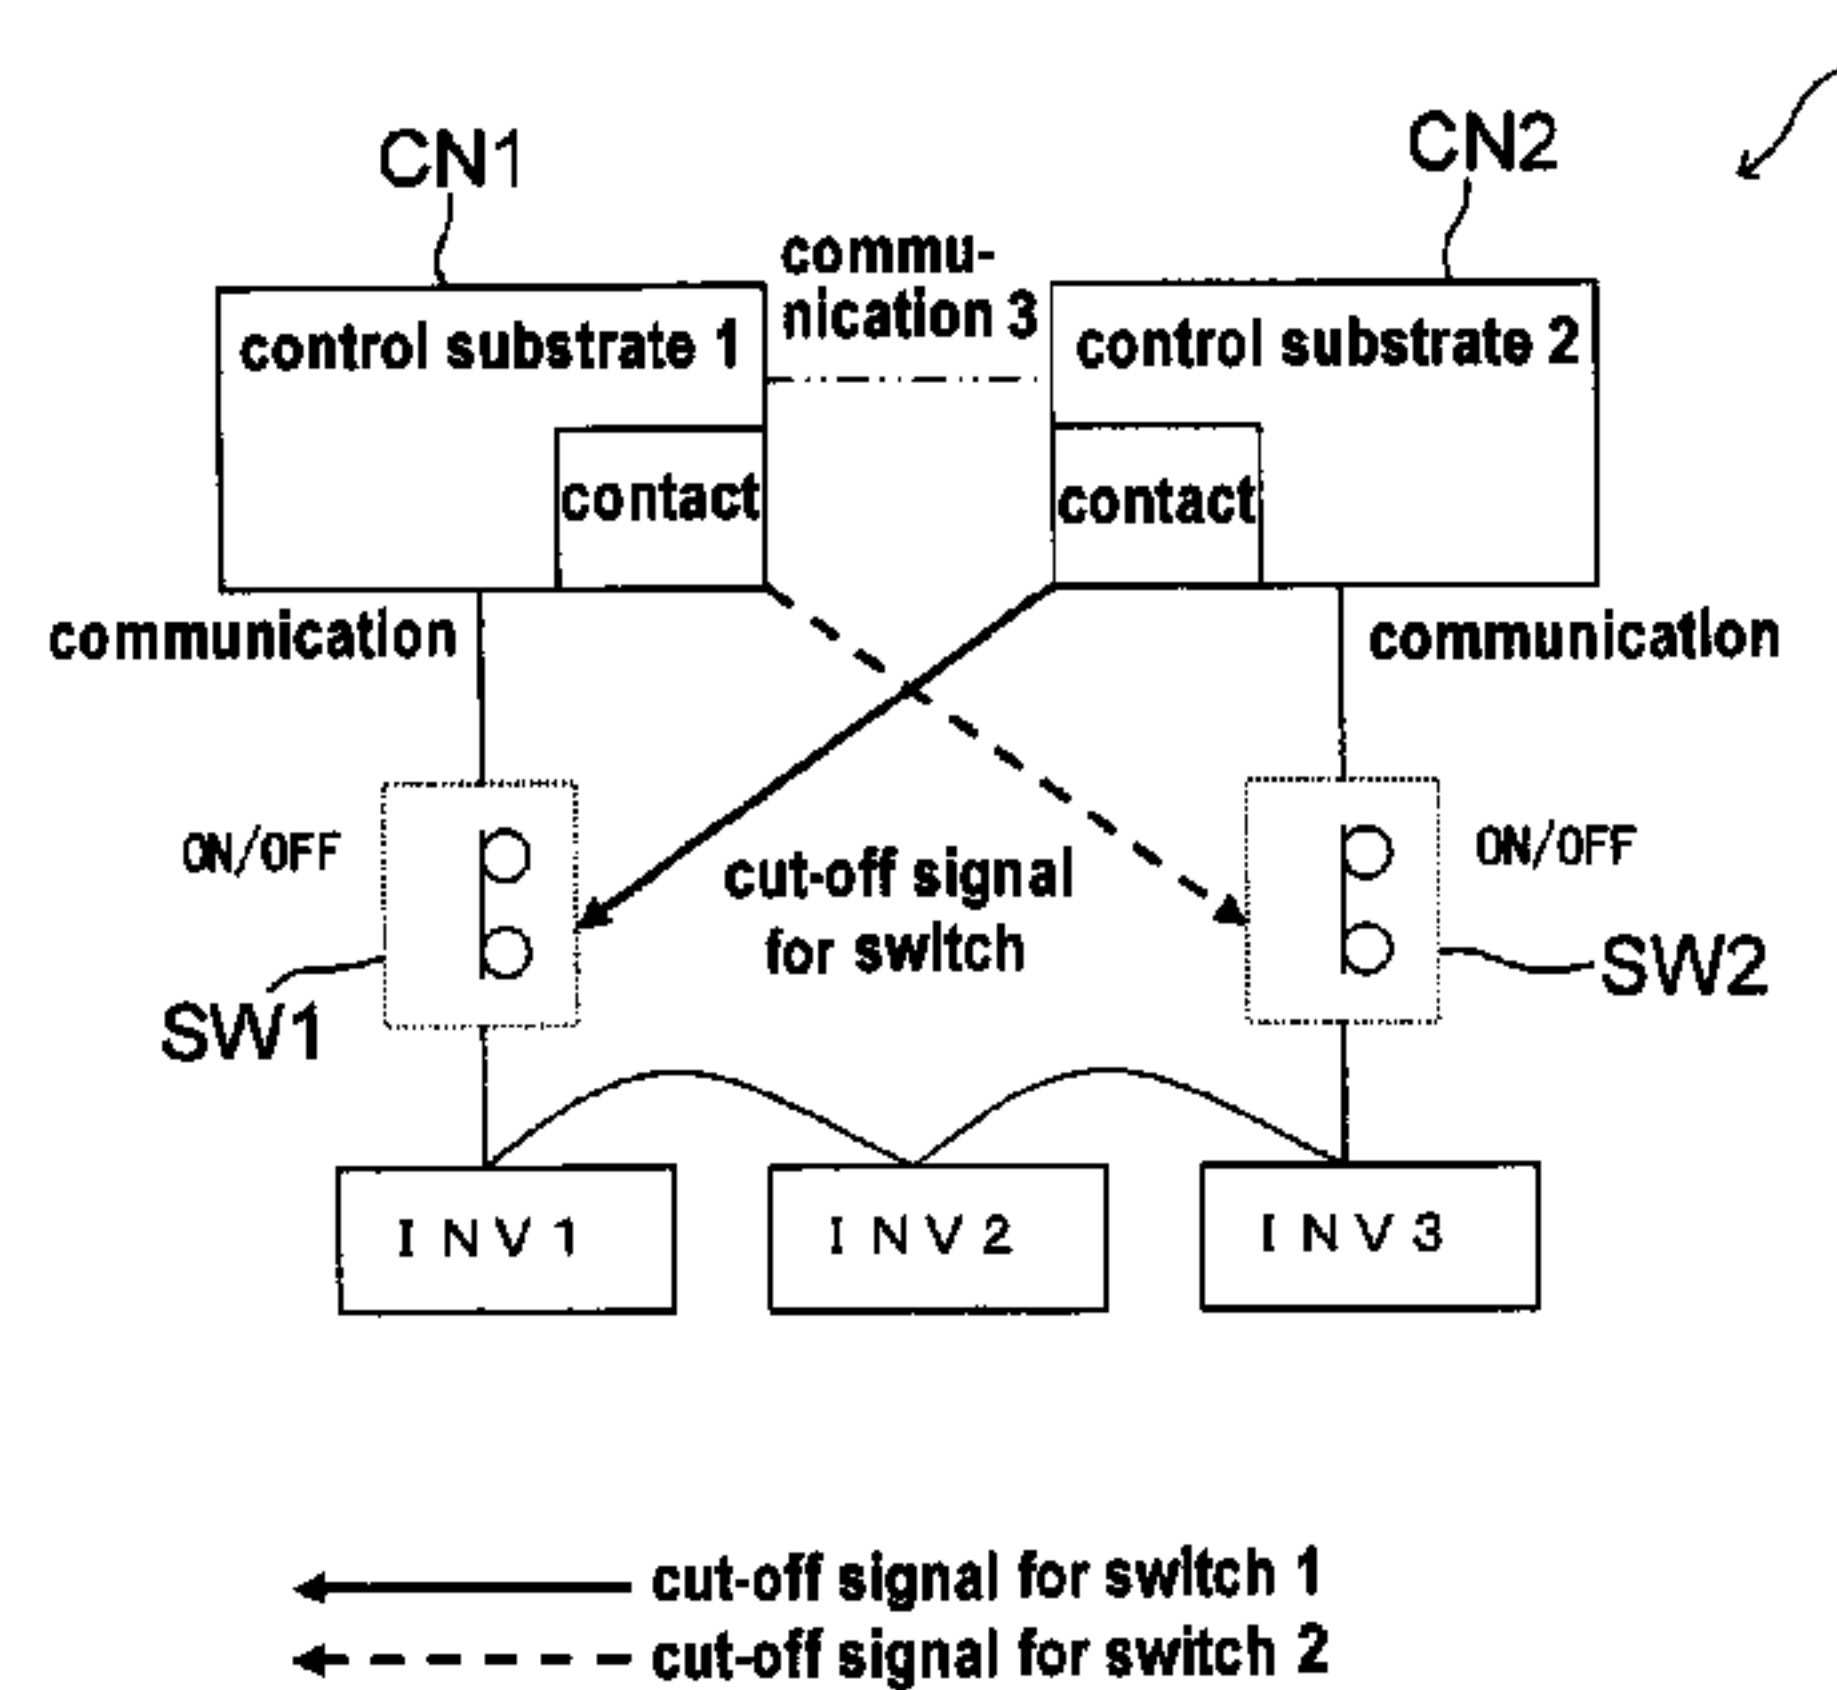 CN1
CN2
commu-
nication 3
control substrate 1
control substrate 2
contact
contact
communication
communication
ON/OFF
ON/OFF
cut-off signal
for switch
SW1
SW2
INV1
INV2
INV3
cut-off signal for switch 1
cut-off signal for switch 2